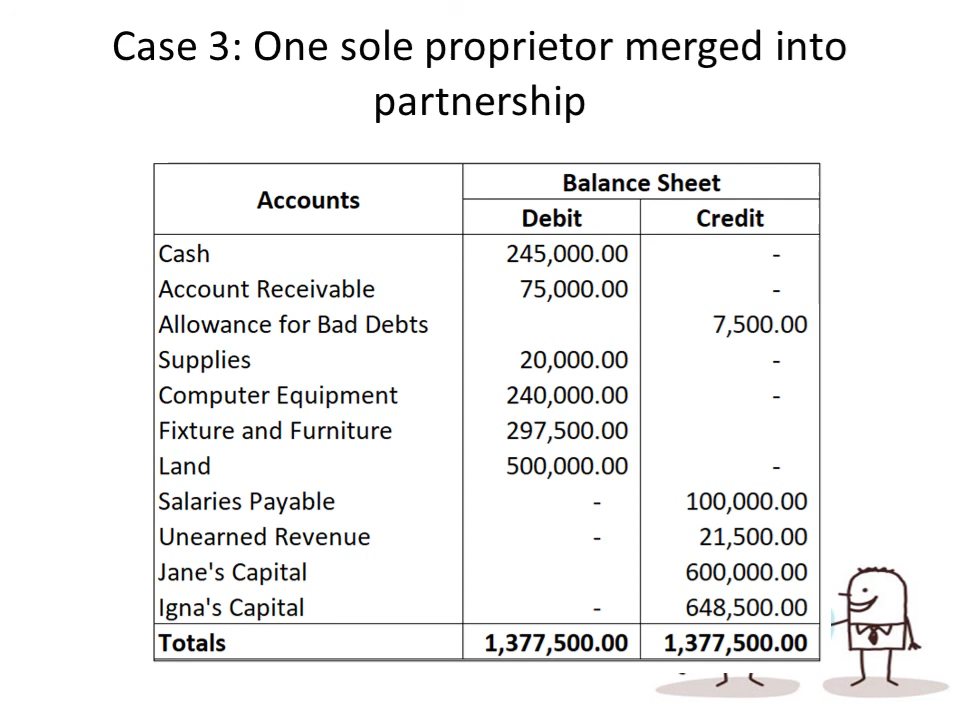 Case 3: One sole proprietor merged into
partnership
Accounts
Balance Sheet
Debit Credit
Cash 245,000.00 -
Account Receivable 75,000.00 -
Allowance for Bad Debts 7,500.00
Supplies 20,000.00 -
Computer Equipment 240,000.00 -
Fixture and Furniture 297,500.00
Land 500,000.00 -
Salaries Payable - 100,000.00
Unearned Revenue - 21,500.00
Jane's Capital 600,000.00
Igna's Capital - 648,500.00
Totals 1,377,500.00 1,377,500.00